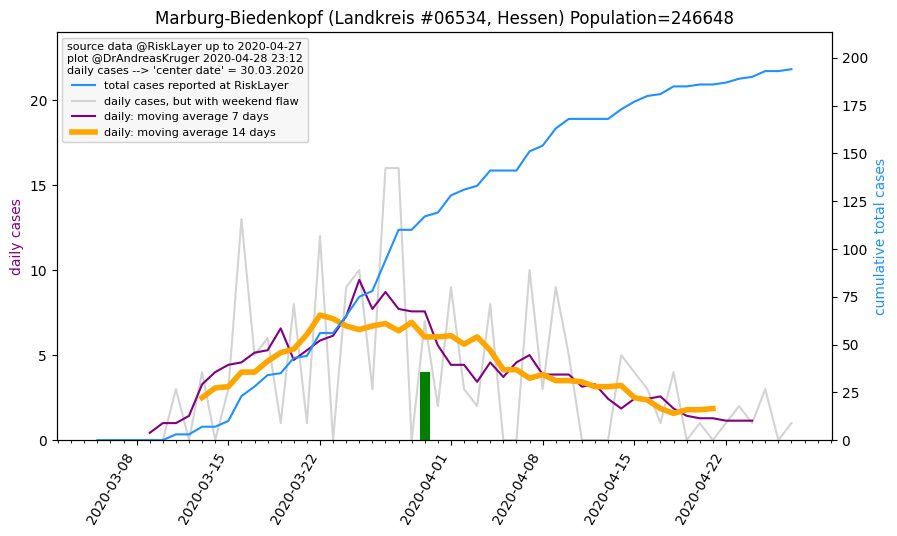 Marburg-Biedenkopf (Landkreis #06534, Hessen) Population=246648
source data @RiskLayer up to 2020-04-27
plot @DrAndreasKruger 2020-04-28 23:12
daily cases --> 'center date' = 30.03.2020
total cases reported at RiskLayer
daily cases, but with weekend flaw
daily: moving average 7 days
daily: moving average 14 days
daily cases
0
5
10
15
20
cumulative total cases
0
25
50
75
100
125
150
175
200
2020-03-08
2020-03-15
2020-03-22
2020-04-01
2020-04-08
2020-04-15
2020-04-22